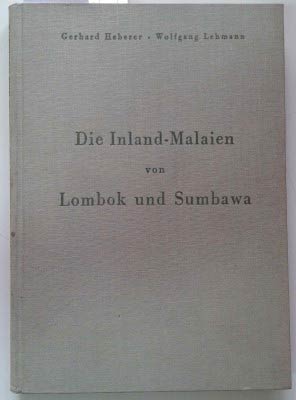 Gerhard Heberer · Wolfgang Lehmann
Die Inland-Malaien
von
Lombok und Sumbawa